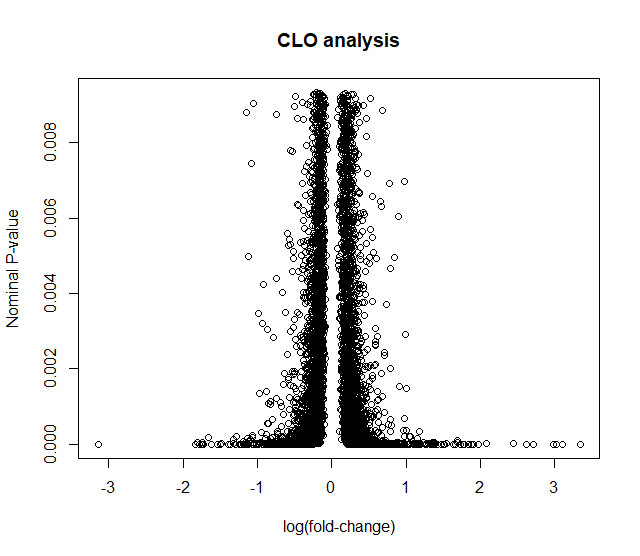 CLO analysis
Nominal P-value
0.008
0.006
0.004
0.002
0.000
-3 -2 -1 0 1 2 3
log(fold-change)